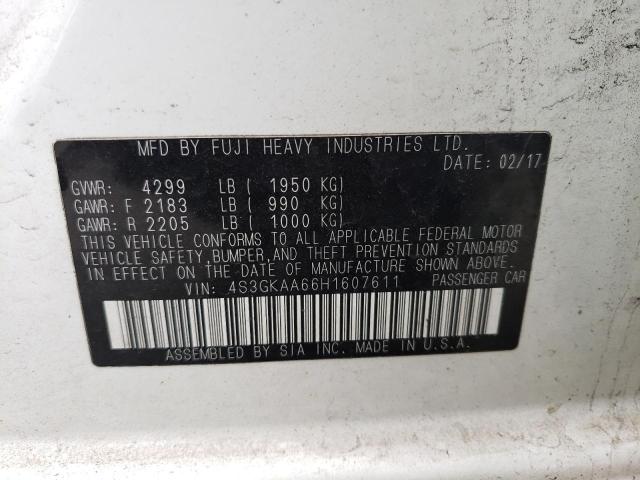 MFD BY FUJI HEAVY INDUSTRIES LTD.
DATE: 02/17
GVWR: 4299 LB ( 1950 KG)
GAWR: F 2183 LB ( 990 KG)
GAWR: R 2205 LB ( 1000 KG)
THIS VEHICLE CONFORMS TO ALL APPLICABLE FEDERAL MOTOR
VEHICLE SAFETY, BUMPER, AND THEFT PREVENTION STANDARDS
IN EFFECT ON THE DATE OF MANUFACTURE SHOWN ABOVE.
VIN: 4S3GKAA66H1607611 PASSENGER CAR
ASSEMBLED BY SIA INC. MADE IN U.S.A.